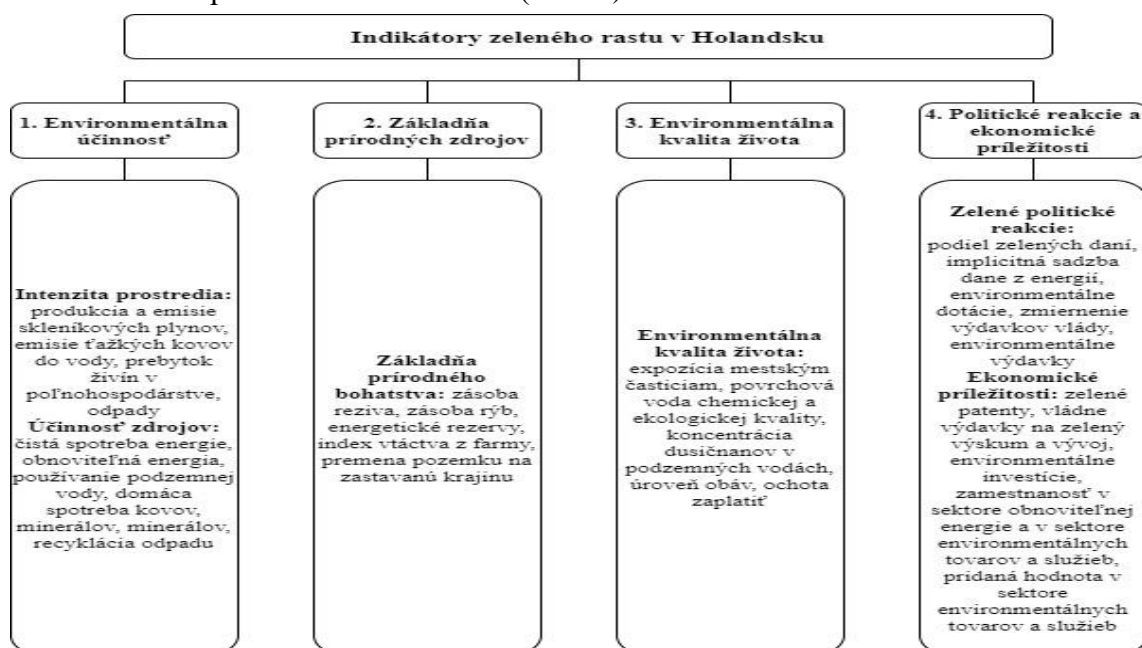 Indikátory zeleného rastu v Holandsku
1. Environmentálna
účinnosť
2. Základňa
prírodných zdrojov
3. Environmentálna
kvalita života
4. Politické reakcie a
ekonomické
príležitosti
Intenzita prostredia:
produkcia a emisie
skleníkových plynov,
emisie ťažkých kovov
do vody, prebytok
živín v
poľnohospodárstve,
odpady
Účinnosť zdrojov:
čistá spotreba energie,
obnoviteľná energia,
používanie podzemnej
vody, domáca
spotreba kovov,
minerálov, minerálov,
recyklácia odpadu
Základňa
prírodného
bohatstva: zásoba
reziva, zásoba rýb,
energetické rezervy,
index vtáctva z farmy,
premena pozemku na
zastavanú krajinu
Environmentálna
kvalita života:
expozícia mestským
časticiam, povrchová
voda chemickej a
ekologickej kvality,
koncentrácia
dusičnanov v
podzemných vodách,
úroveň obáv, ochota
zaplatiť
Zelené politické
reakcie:
podiel zelených daní,
implicitná sadzba
dane z energií,
environmentálne
dotácie, zmiernenie
výdavkov vlády,
environmentálne
výdavky
Ekonomické
príležitosti: zelené
patenty, vládne
výdavky na zelený
výskum a vývoj,
environmentálne
investície,
zamestnanosť v
sektore obnoviteľnej
energie a v sektore
environmentálnych
tovarov a služieb,
pridaná hodnota v
sektore
environmentálnych
tovarov a služieb